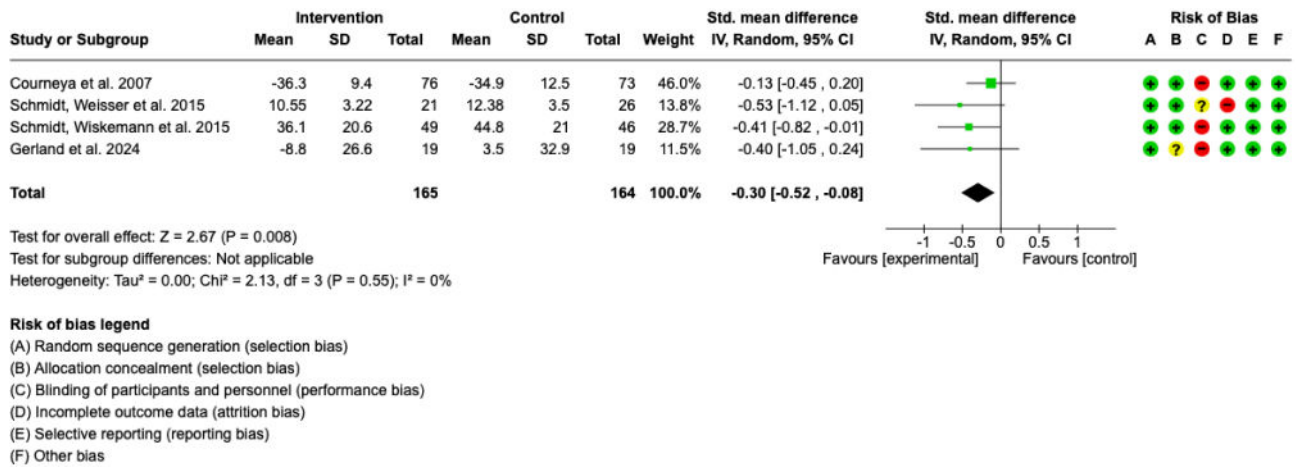 Intervention Control Std. mean difference Std. mean difference Risk of Bias
Study or Subgroup Mean SD Total Mean SD Total Weight IV, Random, 95% CI IV, Random, 95% CI A B C D E F
Courneya et al. 2007 -36.3 9.4 76 -34.9 12.5 73 46.0% -0.13 [-0.45 , 0.20] + + - + + +
Schmidt, Weisser et al. 2015 10.55 3.22 21 12.38 3.5 26 13.8% -0.53 [-1.12 , 0.05] + + ? - + +
Schmidt, Wiskemann et al. 2015 36.1 20.6 49 44.8 21 46 28.7% -0.41 [-0.82 , -0.01] + + - + + +
Gerland et al. 2024 -8.8 26.6 19 3.5 32.9 19 11.5% -0.40 [-1.05 , 0.24] + ? - + + +
Total 165 164 100.0% -0.30 [-0.52 , -0.08]
Test for overall effect: Z = 2.67 (P = 0.008)
Test for subgroup differences: Not applicable
Heterogeneity: Tau² = 0.00; Chi² = 2.13, df = 3 (P = 0.55); I² = 0%
-1 -0.5 0 0.5 1
Favours [experimental] Favours [control]
Risk of bias legend
(A) Random sequence generation (selection bias)
(B) Allocation concealment (selection bias)
(C) Blinding of participants and personnel (performance bias)
(D) Incomplete outcome data (attrition bias)
(E) Selective reporting (reporting bias)
(F) Other bias